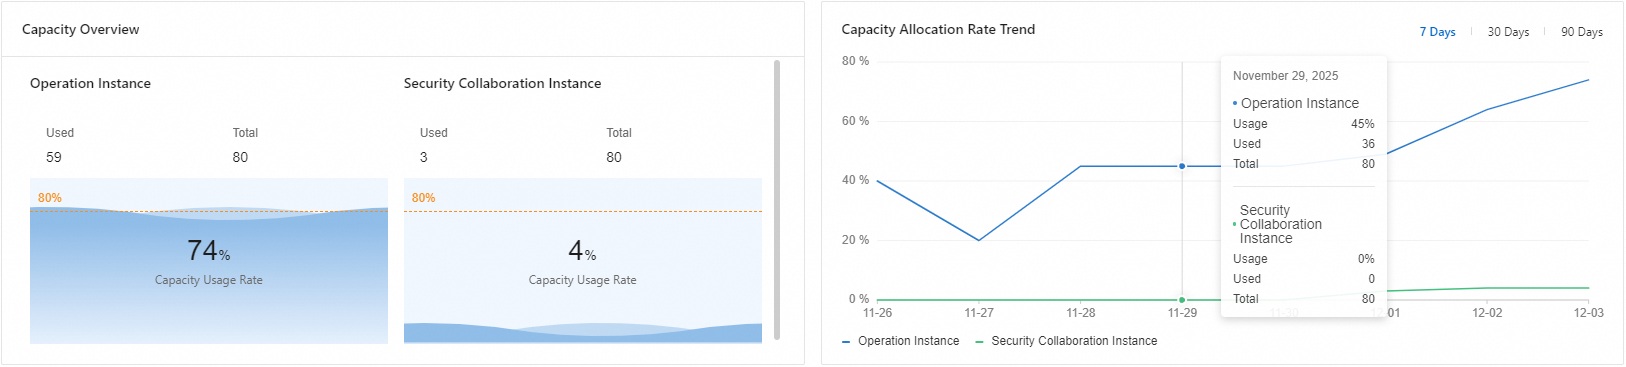 Capacity Overview
Operation Instance
Used Total
59 80
80%
74%
Capacity Usage Rate
Security Collaboration Instance
Used Total
3 80
80%
4%
Capacity Usage Rate
Capacity Allocation Rate Trend
7 Days 30 Days 90 Days
80 %
60 %
40 %
20 %
0 %
November 29, 2025
Operation Instance
Usage 45%
Used 36
Total 80
Security
Collaboration
Instance
Usage 0%
Used 0
Total 80
11-26 11-27 11-28 11-29 11-30 12-01 12-02 12-03
Operation Instance Security Collaboration Instance